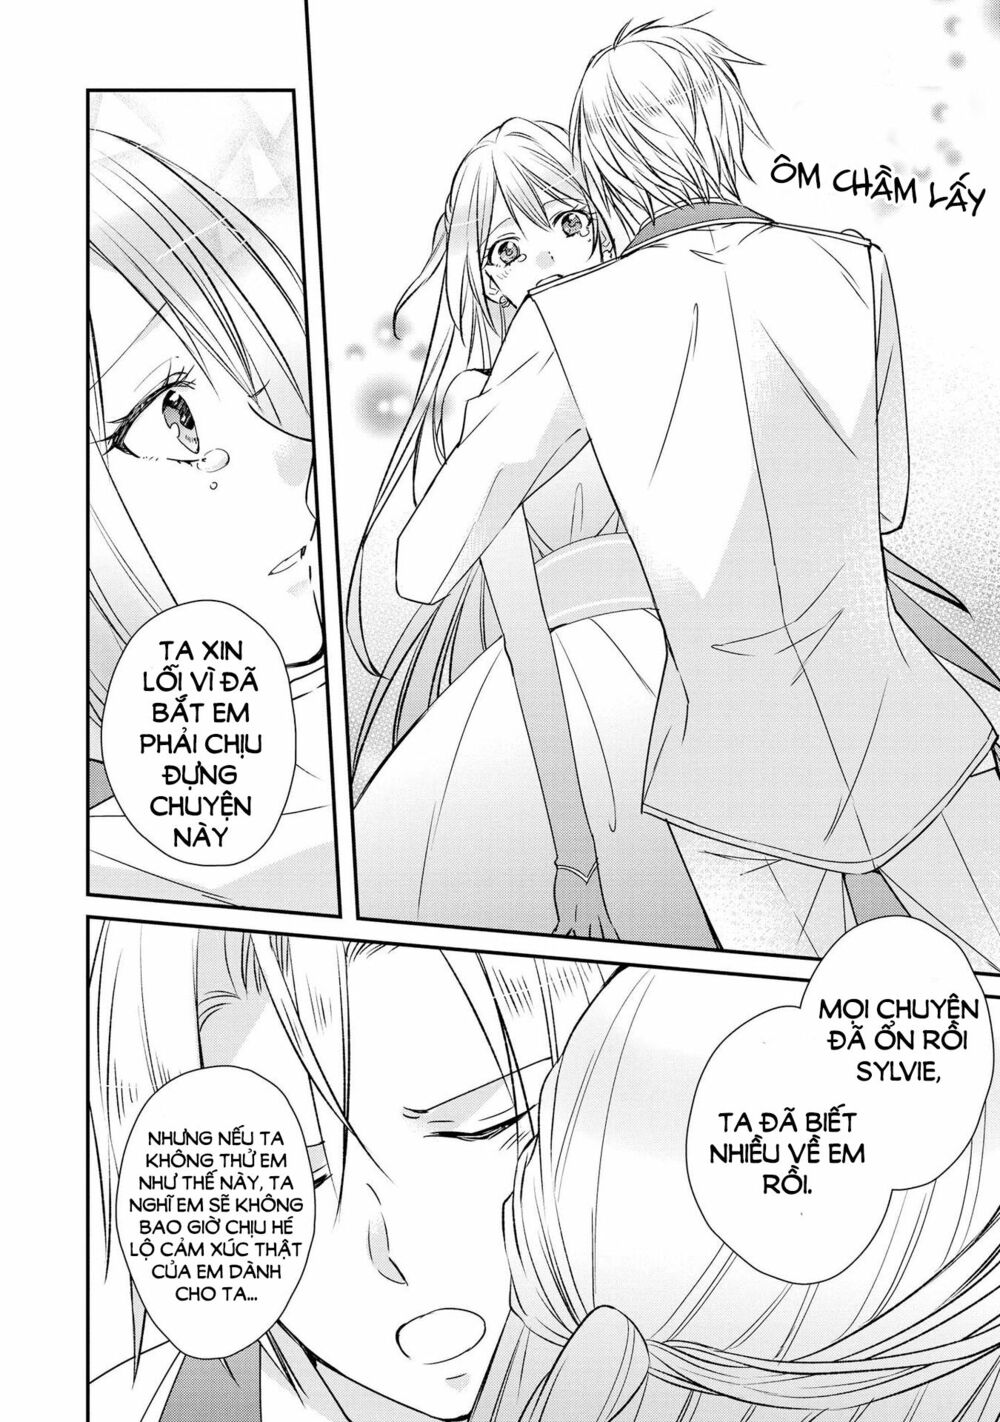 ÔM CHẦM LẤY
TA XIN
LỖI VÌ ĐÃ
BẮT EM
PHẢI CHỊU
ĐỰNG
CHUYỆN
NÀY
MỌI CHUYỆN
ĐÃ ỔN RỒI
SYLVIE,
TA ĐÃ BIẾT
NHIỀU VỀ EM
RỒI.
NHƯNG NẾU TA
KHÔNG THỬ EM
NHƯ THẾ NÀY, TA
NGHĨ EM SẼ KHÔNG
BAO GIỜ CHỊU HÉ
LỘ CẢM XÚC THẬT
CỦA EM DÀNH
CHO TA...